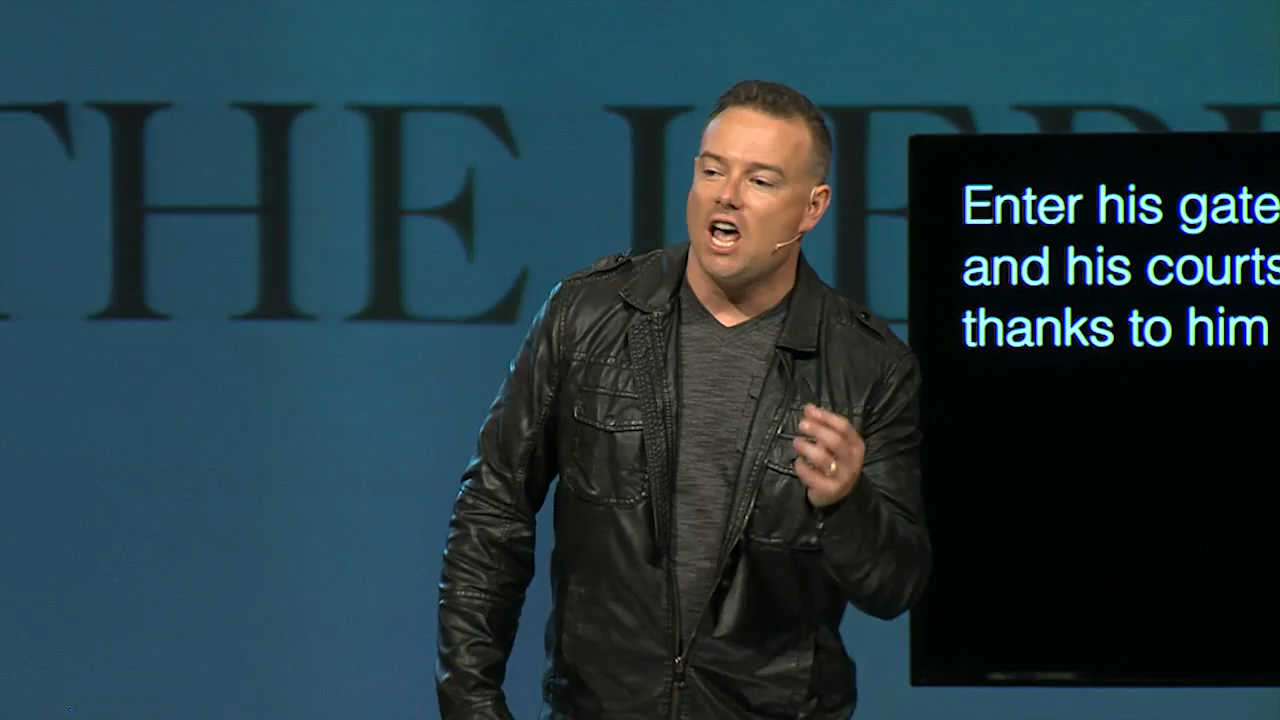 THE
Enter his gate
and his courts
thanks to him